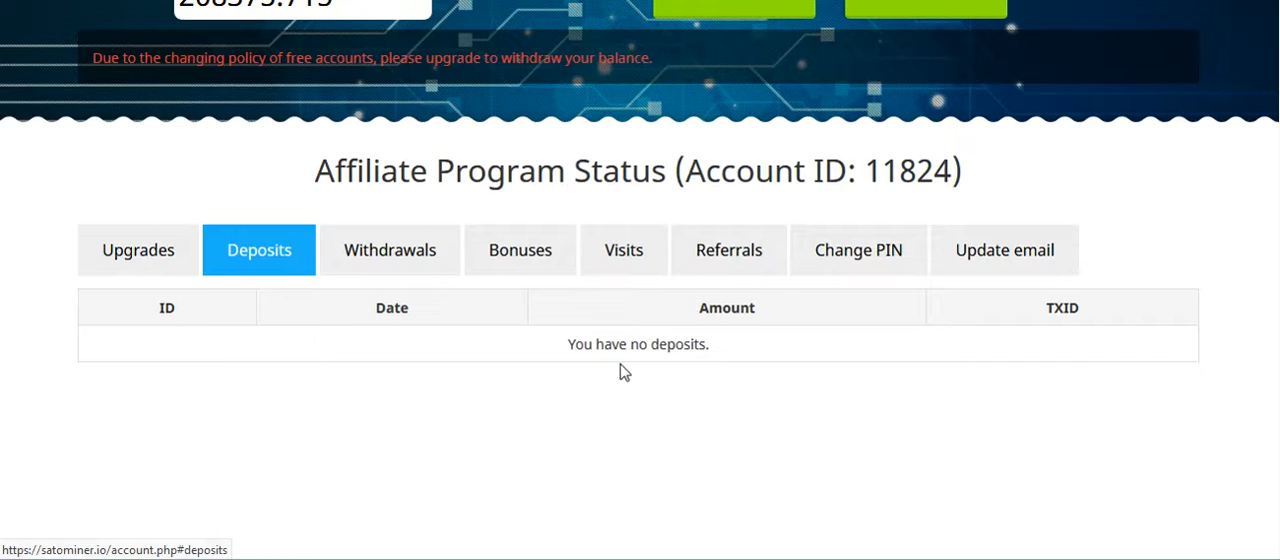 Due to the changing policy of free accounts, please upgrade to withdraw your balance.
Affiliate Program Status (Account ID: 11824)
Upgrades Deposits Withdrawals Bonuses Visits Referrals Change PIN Update email
ID Date Amount TXID
You have no deposits.
https://satominer.io/account.php#deposits